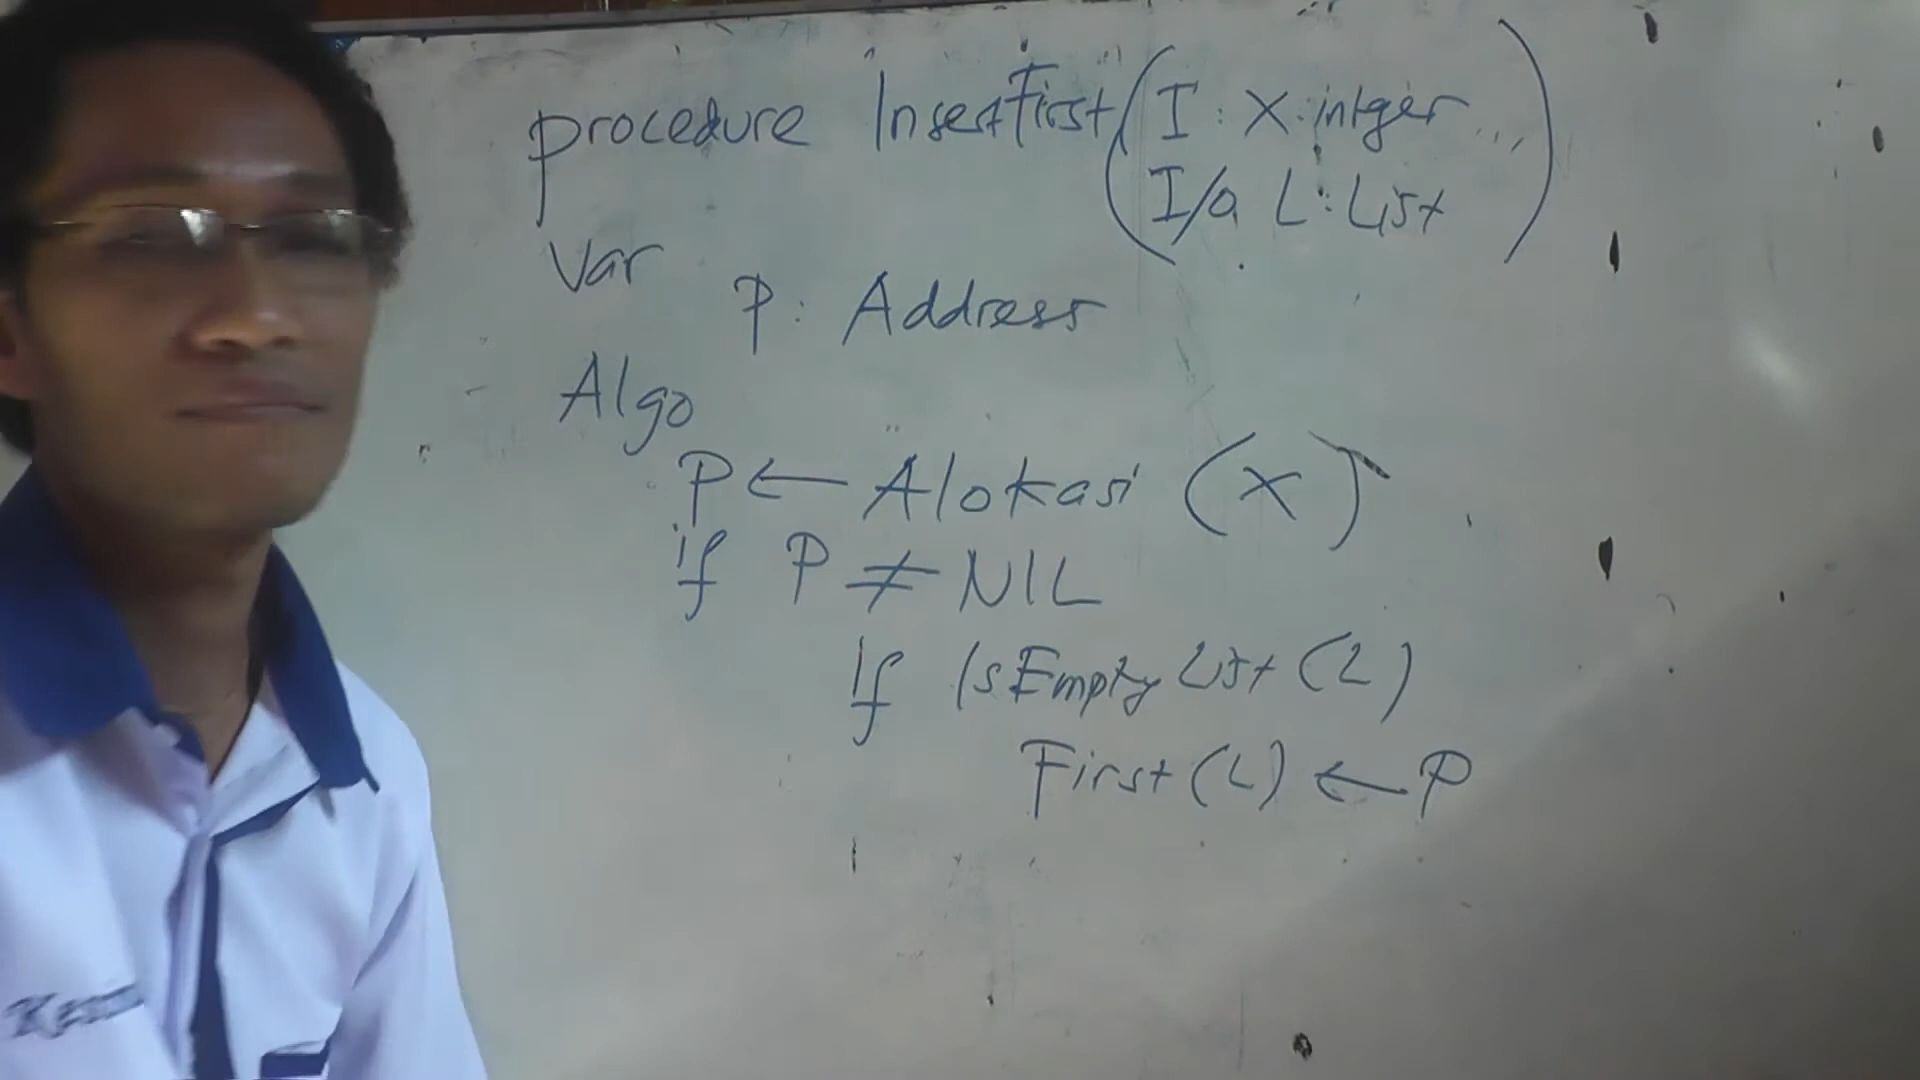 procedure InsertFirst (I : X : integer
I/O L : List )
Var
P : Address
Algo
P ← Alokasi (X)
if P ≠ NIL
If IsEmptyList (L)
First (L) ← P